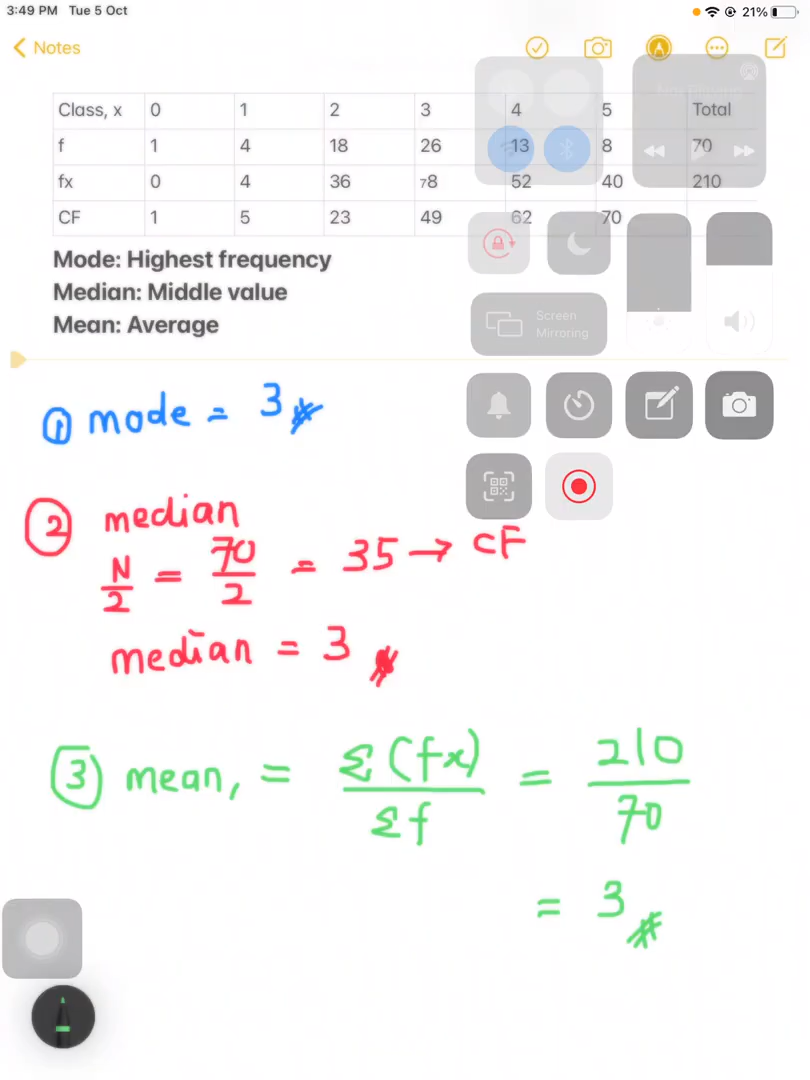 3:49 PM Tue 5 Oct 21%
Notes
Class, x 0 1 2 3 4 5 Total
f 1 4 18 26 13 8 70
fx 0 4 36 78 52 40 210
CF 1 5 23 49 62 70
Mode: Highest frequency
Median: Middle value
Mean: Average
Screen
Mirroring
① mode = 3
② median
N/2 = 70/2 = 35 → CF
median = 3
③ mean, = Σ(fx)/Σf = 210/70
= 3